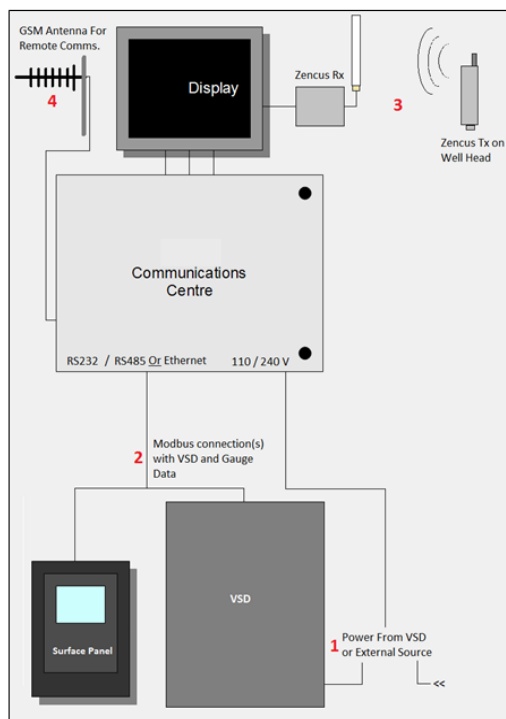 GSM Antenna For
Remote Comms.
4
Display
Zencus Rx
3
Zencus Tx on
Well Head
Communications
Centre
RS232 / RS485 Or Ethernet
110 / 240 V
2
Modbus connection(s)
with VSD and Gauge
Data
Surface Panel
VSD
1
Power From VSD
or External Source
<<